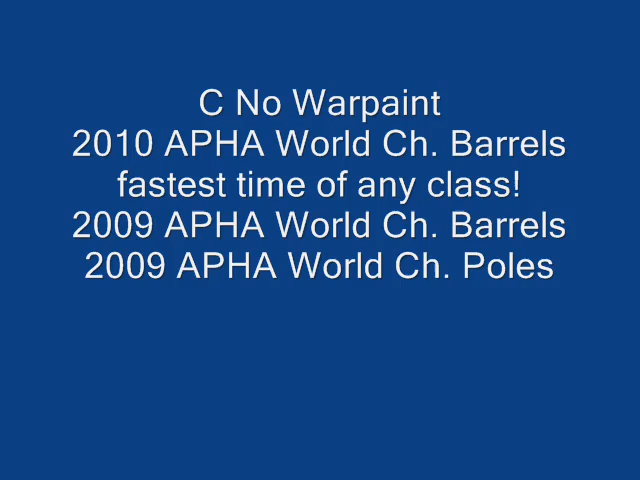 C No Warpaint
2010 APHA World Ch. Barrels
fastest time of any class!
2009 APHA World Ch. Barrels
2009 APHA World Ch. Poles